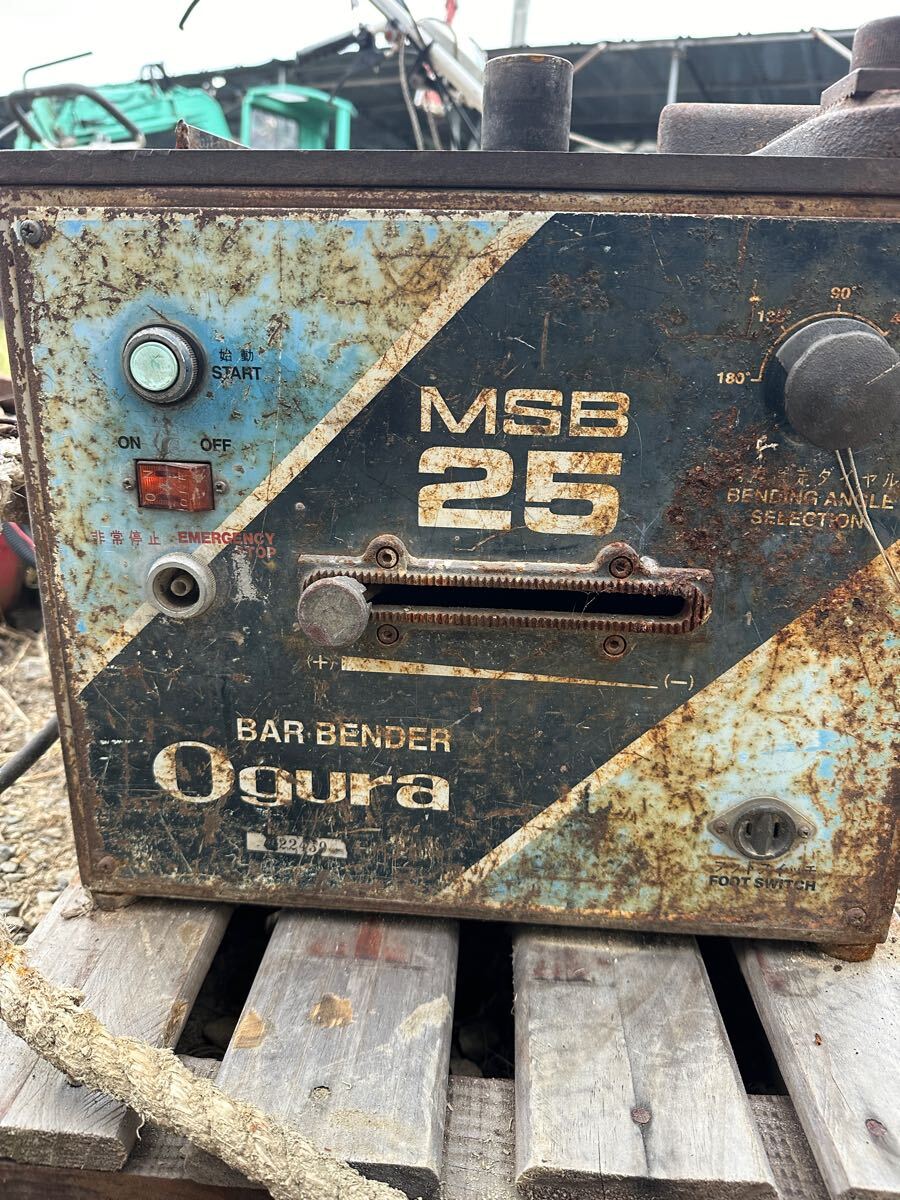 始動
START
ON OFF
非常停止 EMERGENCY
STOP
MSB
25
90°
180°
BENDING ANGLE
SELECTION
(+) (-)
BAR BENDER
Ogura
FOOT SWITCH